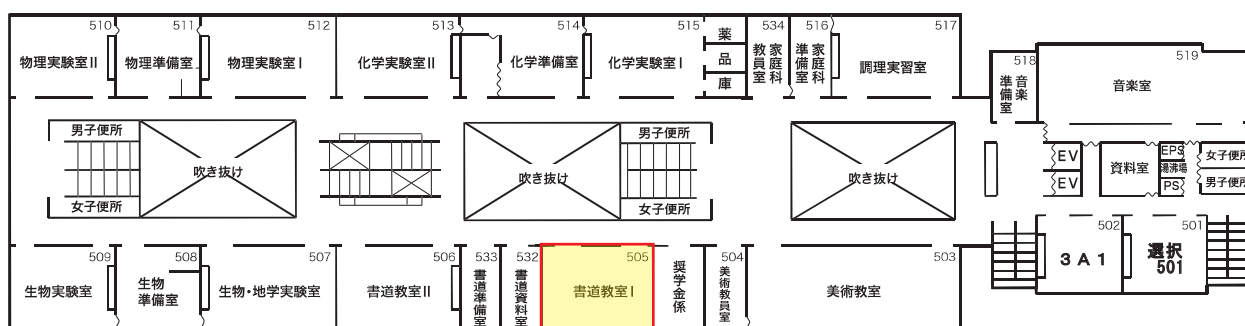 510
511
512
513
514
515
534
516
517
518
519
物理実験室Ⅱ
物理準備室
物理実験室Ⅰ
化学実験室Ⅱ
化学準備室
化学実験室Ⅰ
薬品庫
家庭科教員室
家庭科準備室
調理実習室
音楽準備室
音楽室
男子便所
吹き抜け
女子便所
吹き抜け
男子便所
女子便所
吹き抜け
EV
EV
資料室
EPS
湯沸場
PS
女子便所
男子便所
509
508
507
506
533
532
505
504
503
502
501
生物実験室
生物準備室
生物・地学実験室
書道教室Ⅱ
書道準備室
書道資料室
書道教室Ⅰ
奨学金係
美術教員室
美術教室
3A1
選択
501